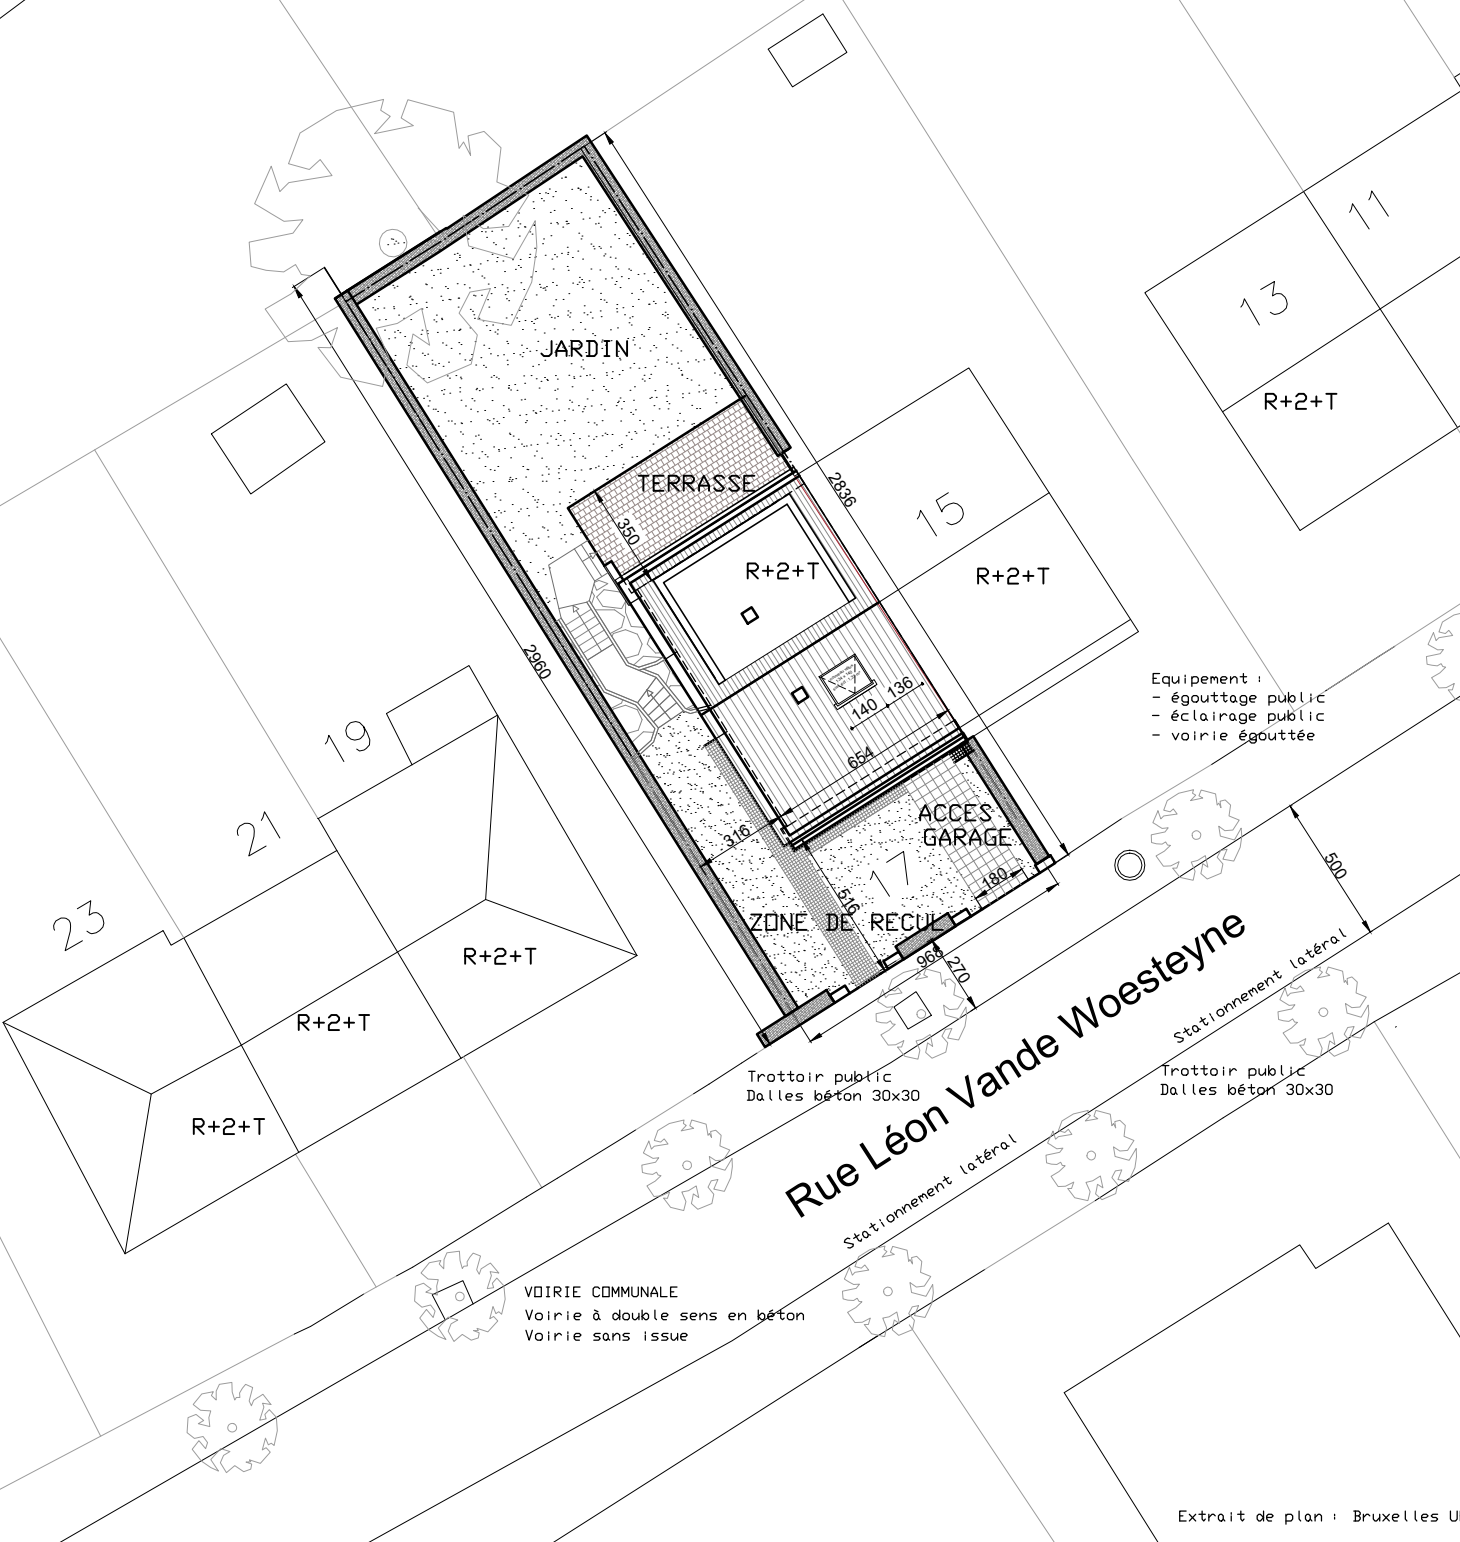 11
13
R+2+T
JARDIN
TERRASSE
2836
350
15
R+2+T
R+2+T
2960
136
140
654
Equipement :
- égouttage public
- éclairage public
- voirie égouttée
19
21
23
R+2+T
R+2+T
R+2+T
ACCES
GARAGE
316
17
180
516
ZONE DE RECUL
968
270
500
Rue Léon Vande Woesteyne
Stationnement latéral
Stationnement latéral
Trottoir public
Dalles béton 30x30
Trottoir public
Dalles béton 30x30
VOIRIE COMMUNALE
Voirie à double sens en béton
Voirie sans issue
Extrait de plan : Bruxelles